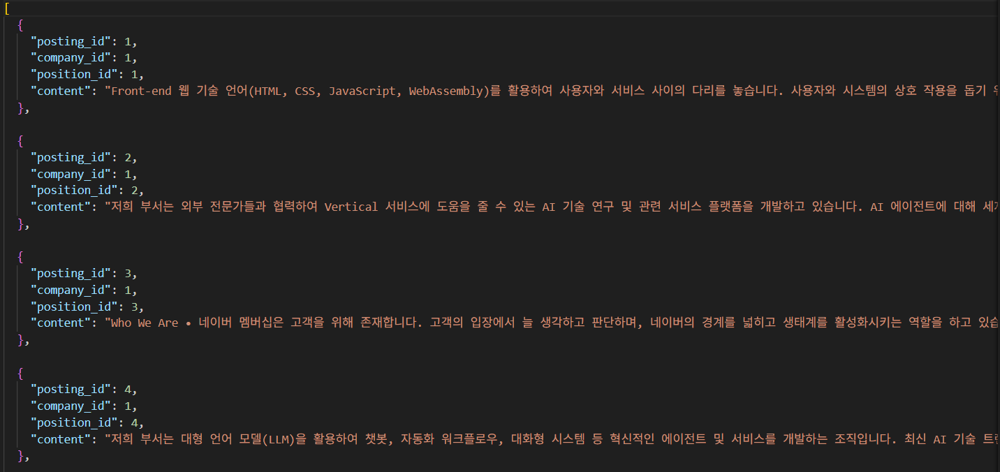 [
{
"posting_id": 1,
"company_id": 1,
"position_id": 1,
"content": "Front-end 웹 기술 언어(HTML, CSS, JavaScript, WebAssembly)를 활용하여 사용자와 서비스 사이의 다리를 놓습니다. 사용자와 시스템의 상호 작용을 돕기
},
{
"posting_id": 2,
"company_id": 1,
"position_id": 2,
"content": "저희 부서는 외부 전문가들과 협력하여 Vertical 서비스에 도움을 줄 수 있는 AI 기술 연구 및 관련 서비스 플랫폼을 개발하고 있습니다. AI 에이전트에 대해
},
{
"posting_id": 3,
"company_id": 1,
"position_id": 3,
"content": "Who We Are • 네이버 멤버십은 고객을 위해 존재합니다. 고객의 입장에서 늘 생각하고 판단하며, 네이버의 경계를 넓히고 생태계를 활성화시키는 역할을 하고
},
{
"posting_id": 4,
"company_id": 1,
"position_id": 4,
"content": "저희 부서는 대형 언어 모델(LLM)을 활용하여 챗봇, 자동화 워크플로우, 대화형 시스템 등 혁신적인 에이전트 및 서비스를 개발하는 조직입니다. 최신 AI 기술
},